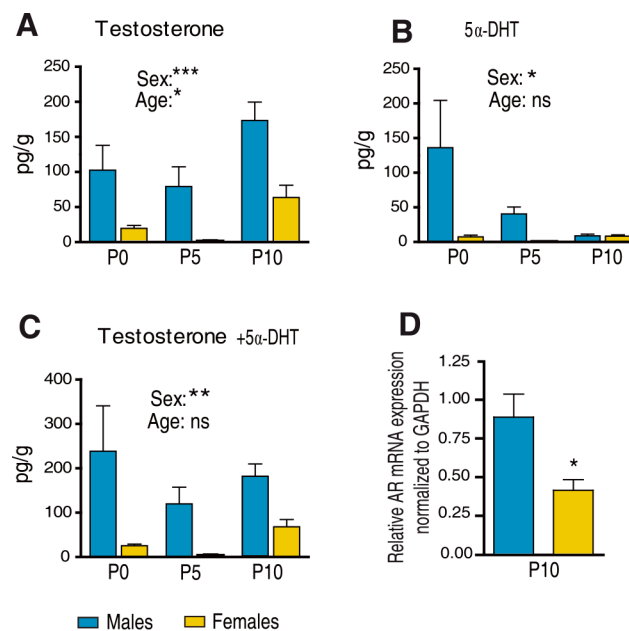 A
Testosterone
250
200
150
100
50
0
pg/g
Sex:***
Age:*
P0
P5
P10
B
5α-DHT
250
200
150
100
50
0
pg/g
Sex: *
Age: ns
P0
P5
P10
C
Testosterone +5α-DHT
400
300
200
100
0
pg/g
Sex:**
Age: ns
P0
P5
P10
D
1.25
1.00
0.75
0.50
0.25
0.00
Relative AR mRNA expression
normalized to GAPDH
*
P10
Males
Females